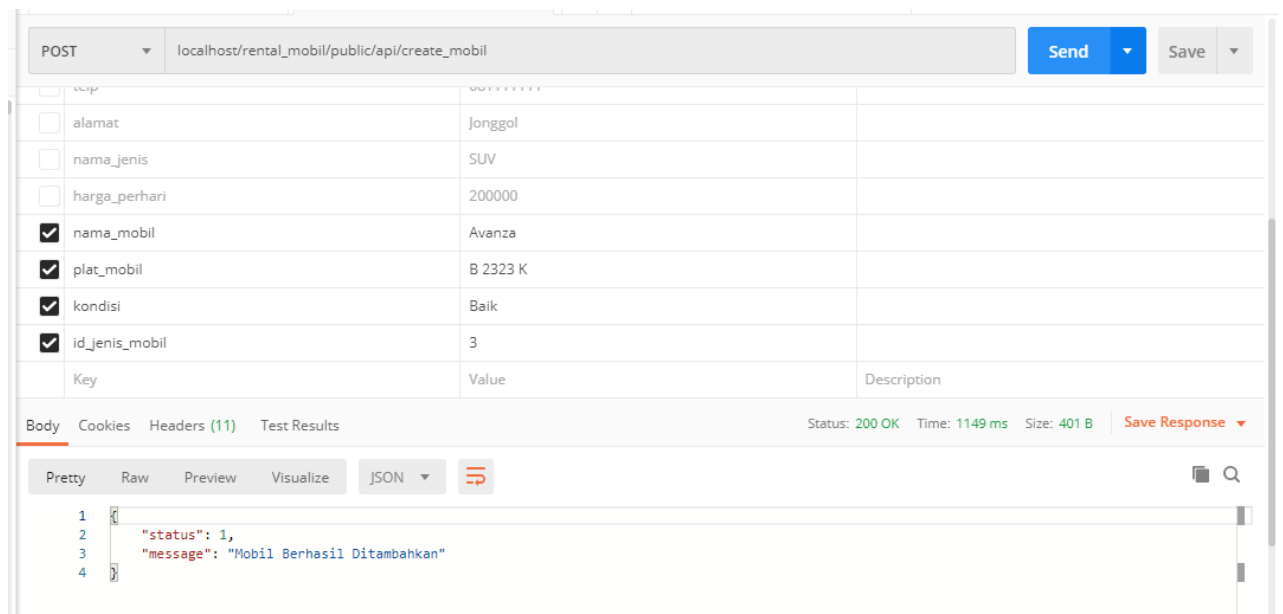 POST localhost/rental_mobil/public/api/create_mobil Send Save
telp 081111111
alamat Jonggol
nama_jenis SUV
harga_perhari 200000
nama_mobil Avanza
plat_mobil B 2323 K
kondisi Baik
id_jenis_mobil 3
Key Value Description
Body Cookies Headers (11) Test Results Status: 200 OK Time: 1149 ms Size: 401 B Save Response
Pretty Raw Preview Visualize JSON
1 {
2 "status": 1,
3 "message": "Mobil Berhasil Ditambahkan"
4 }